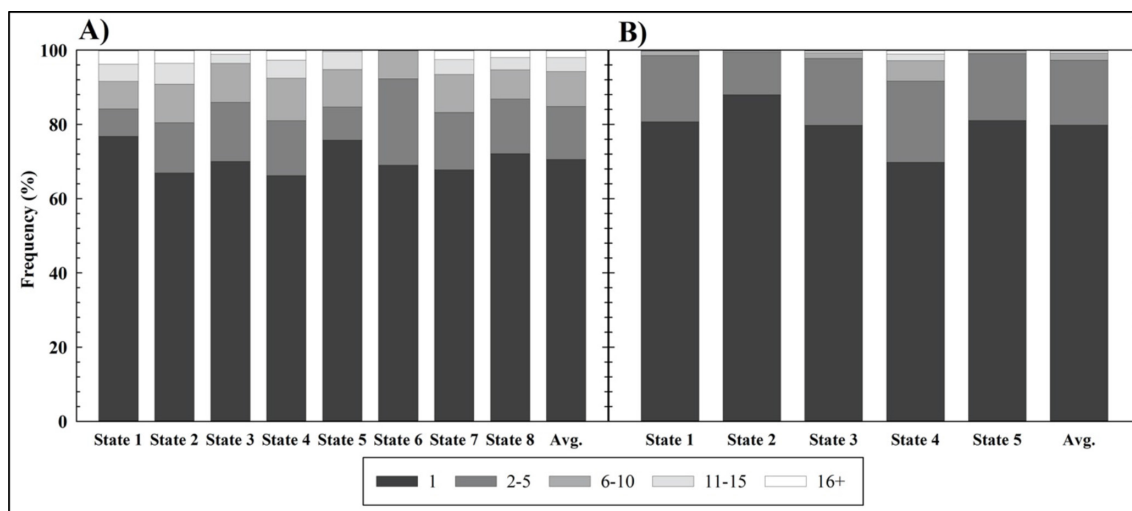 A)
B)
Frequency (%)
100
80
60
40
20
0
State 1 State 2 State 3 State 4 State 5 State 6 State 7 State 8 Avg.
State 1 State 2 State 3 State 4 State 5 Avg.
1 2-5 6-10 11-15 16+